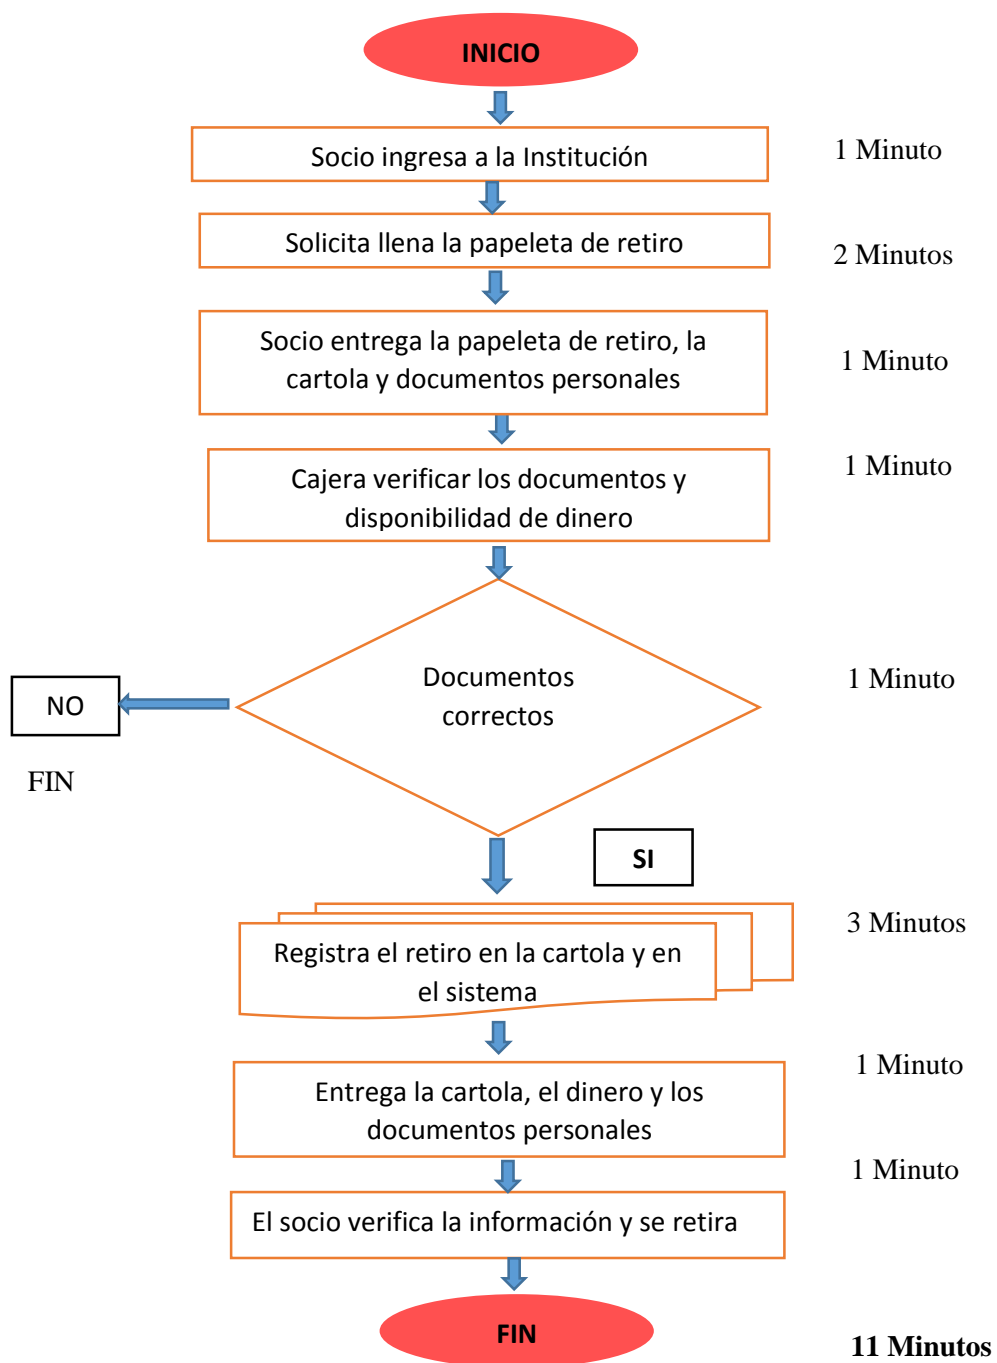 INICIO
Socio ingresa a la Institución
1 Minuto
Solicita llena la papeleta de retiro
2 Minutos
Socio entrega la papeleta de retiro, la
cartola y documentos personales
1 Minuto
Cajera verificar los documentos y
disponibilidad de dinero
1 Minuto
Documentos
correctos
1 Minuto
NO
FIN
SI
Registra el retiro en la cartola y en
el sistema
3 Minutos
Entrega la cartola, el dinero y los
documentos personales
1 Minuto
El socio verifica la información y se retira
1 Minuto
FIN
11 Minutos